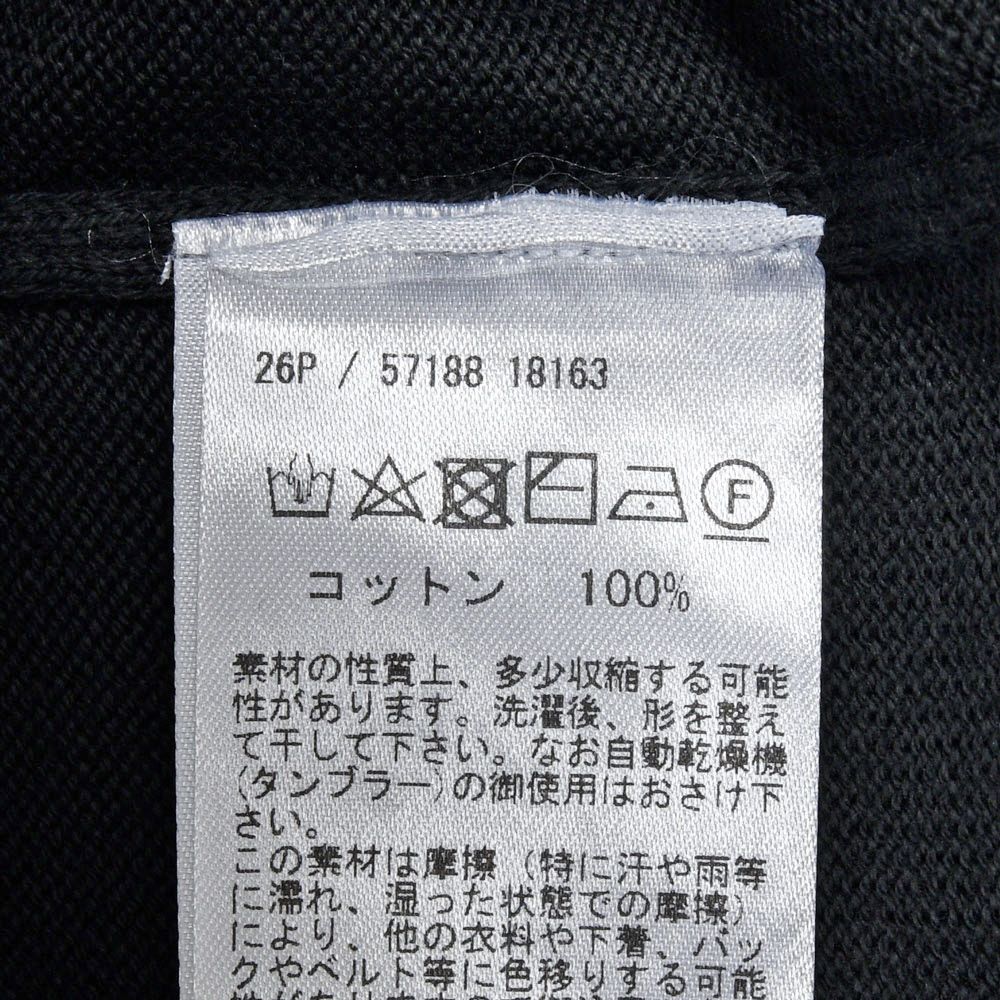 26P / 57188 18163
F
コットン 100%
素材の性質上、多少収縮する可能
性があります。洗濯後、形を整え
て干して下さい。なお自動乾燥機
(タンブラー)の御使用はおさけ下
さい。
この素材は摩擦(特に汗や雨等
に濡れ、湿った状態での摩擦)
により、他の衣料や下着、バッ
クやベルト等に色移りする可能